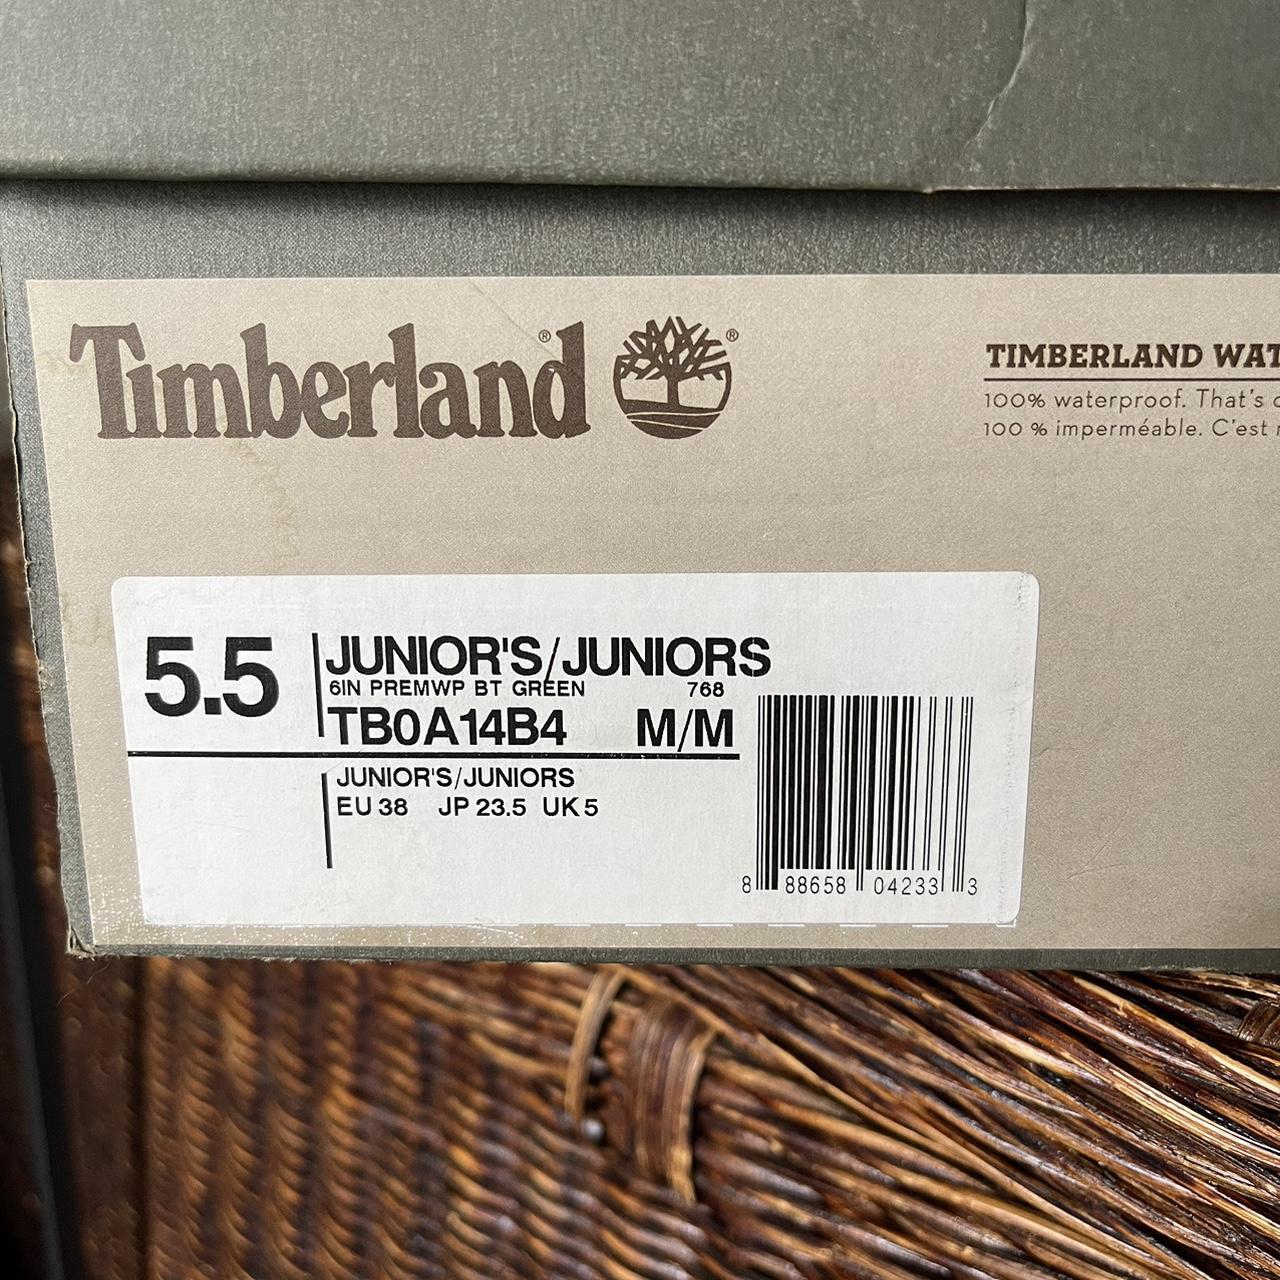 Timberland®
®
TIMBERLAND
100% waterproof. That's
100 % imperméable. C'est
5.5
JUNIOR'S/JUNIORS
6IN PREMWP BT GREEN 768
TB0A14B4 M/M
JUNIOR'S/JUNIORS
EU 38 JP 23.5 UK 5
8 88658 04233 3